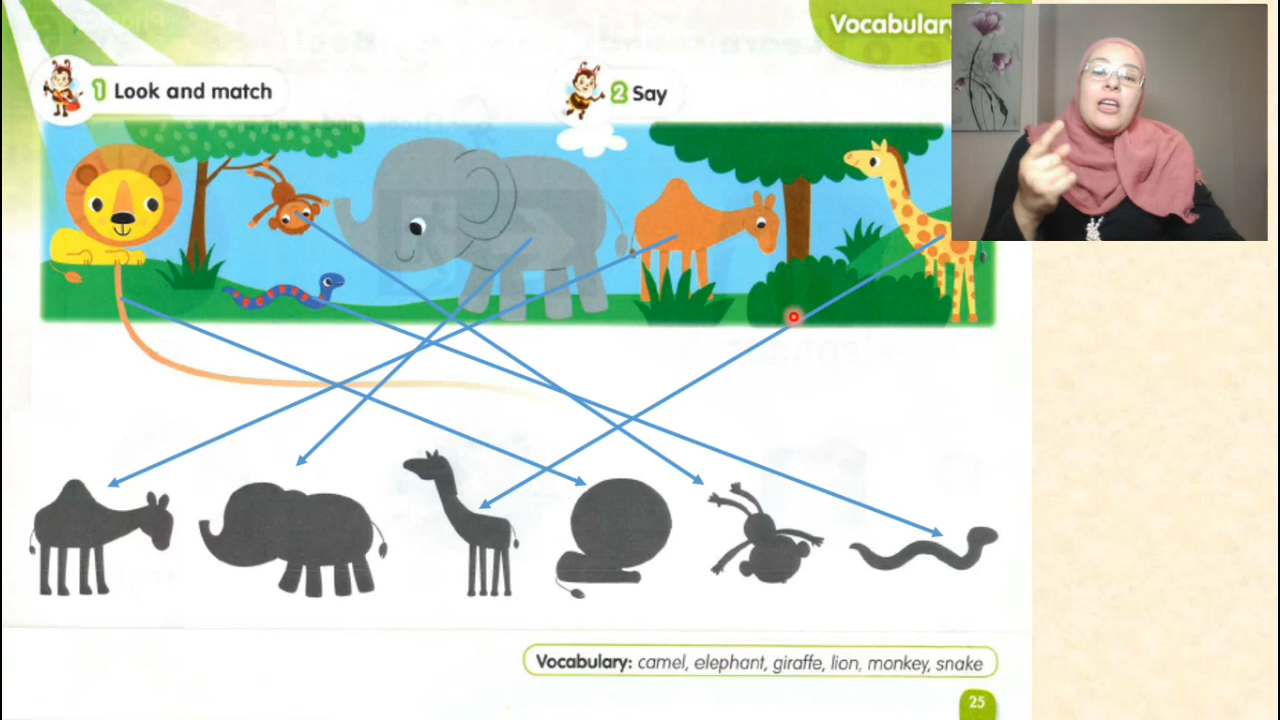 Vocabulary
1 Look and match
2 Say
Vocabulary: camel, elephant, giraffe, lion, monkey, snake
25